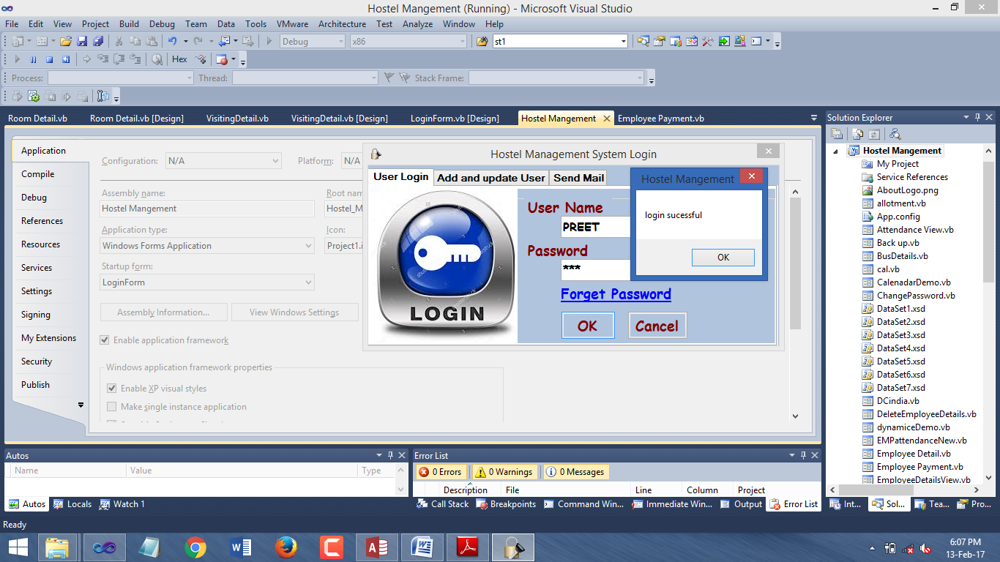 Hostel Mangement (Running) - Microsoft Visual Studio
File Edit View Project Build Debug Team Data Tools VMware Architecture Test Analyze Window Help
Debug x86 st1
Hex
Process: Thread: Stack Frame:
Room Detail.vb Room Detail.vb [Design] VisitingDetail.vb VisitingDetail.vb [Design] LoginForm.vb [Design] Hostel Mangement Employee Payment.vb
Application
Compile
Debug
References
Resources
Services
Settings
Signing
My Extensions
Security
Publish
Configuration: N/A Platform: N/A
Assembly name: Root nam
Hostel Mangement Hostel_M
Application type: Icon:
Windows Forms Application Project1.i
Startup form:
LoginForm
Assembly Information... View Windows Settings
Enable application framework
Windows application framework properties
Enable XP visual styles
Make single instance application
Hostel Management System Login
User Login Add and update User Send Mail
LOGIN
User Name
PREET
Password
***
Forget Password
OK Cancel
Hostel Mangement
login sucessful
OK
Solution Explorer
Hostel Mangement
My Project
Service References
AboutLogo.png
allotment.vb
App.config
Attendance View.vb
Back up.vb
BusDetails.vb
cal.vb
CalenadarDemo.vb
ChangePassword.vb
DataSet1.xsd
DataSet2.xsd
DataSet3.xsd
DataSet4.xsd
DataSet5.xsd
DataSet6.xsd
DataSet7.xsd
DCindia.vb
DeleteEmployeeDetails.vb
dynamiceDemo.vb
EMPattendanceNew.vb
Employee Detail.vb
Employee Payment.vb
EmployeeDetailsView.vb
Int... Sol... Tea... Pro...
Autos
Name Value Type
Autos Locals Watch 1
Error List
0 Errors 0 Warnings 0 Messages
Description File Line Column Project
Call Stack Breakpoints Command Win... Immediate Win... Output Error List
Ready
6:07 PM
13-Feb-17